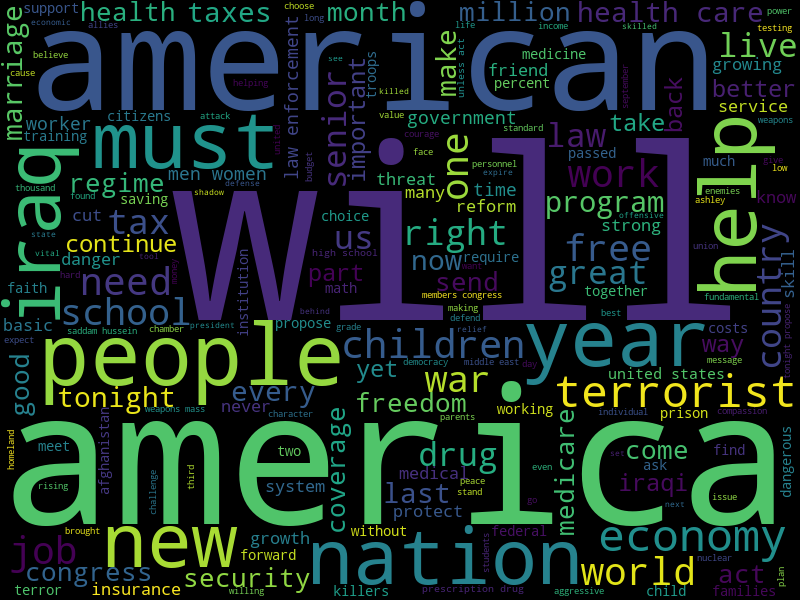 support
health taxes
month
million
health care
power
choose
long
life
income
skilled
testing
economic
allies
american
marriage
believe
cause
make
unless act
friend
medicine
percent
live
growing
better
service
weapons
helping
killed
september
back
troops
law enforcement
senior
important
citizens
worker
training
attack
value
government
must
united
budget
courage
standard
law
take
face
personnel
passed
much
give
low
iraq
men women
regime
threat
expire
one
work
enemies
ashley
know
thousand
found
saving
shadow
defense
many
time
reform
program
offensive
help
cut
tax
choice
us
right
free
strong
union
state
continue
will
high school
now
require
vital
danger
need
hard
tool
money
institution
part
math
send
want
great
together
fundamental
country
skill
faith
school
members congress
making
basic
saddam hussein
chamber
president
propose
behind
defend
best
costs
expect
grade
relief
children
year
way
tonight propose
good
people
democracy
middle east
day
message
yet
war
united states
tonight
every
freedom
terrorist
never
character
parents
working
individual
prison
compassion
weapons mass
homeland
meet
afghanistan
coverage
drug
medicare
come
find
dangerous
two
america
rising
challenge
third
system
medical
last
peace
stand
even
ask
set
iraqi
issue
protect
go
next
brought
new
growth
without
federal
economy
job
forward
students
nation
nuclear
congress
security
world
act
plan
terror
insurance
willing
killers
prescription drug
aggressive
child
families